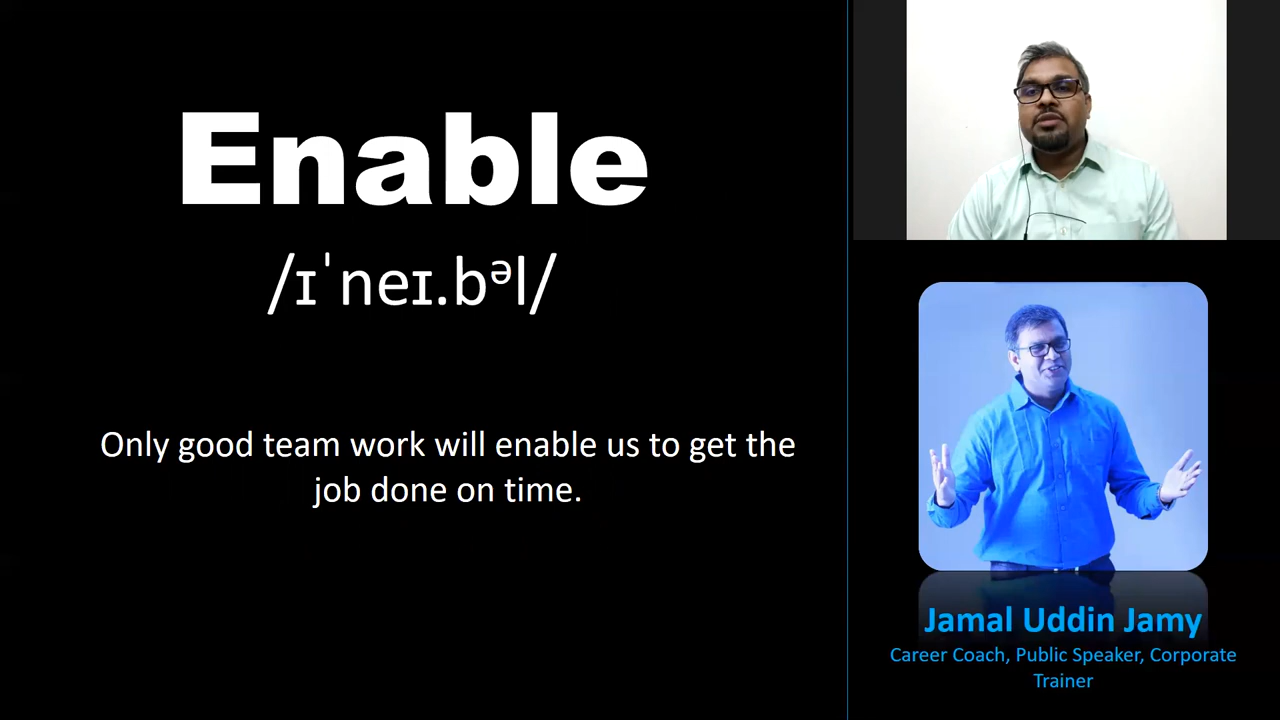 Enable
/ɪˈneɪ.bᵊl/
Only good team work will enable us to get the
job done on time.
Jamal Uddin Jamy
Career Coach, Public Speaker, Corporate
Trainer